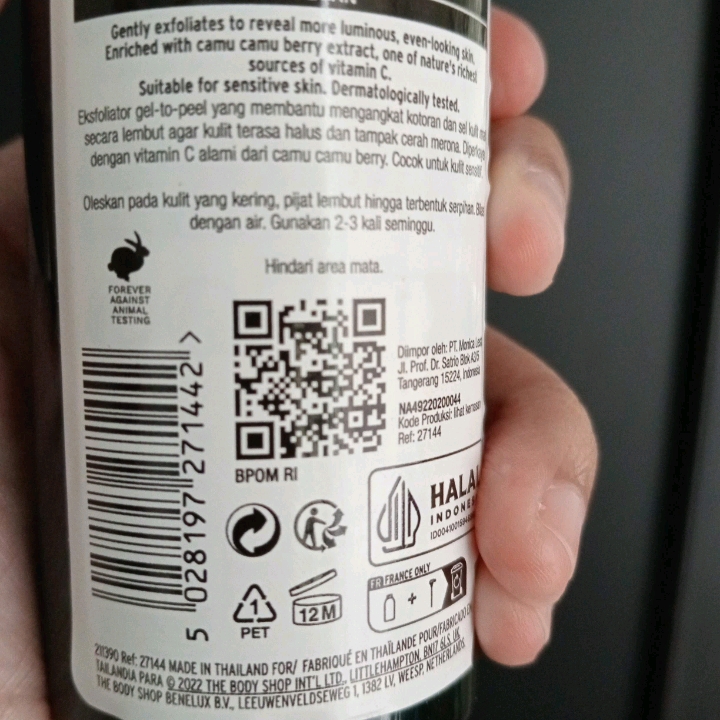 Gently exfoliates to reveal more luminous, even-looking skin.
Enriched with camu camu berry extract, one of nature's richest
sources of vitamin C.
Suitable for sensitive skin. Dermatologically tested.
Eksfoliator gel-to-peel yang membantu mengangkat kotoran dan sel kulit
secara lembut agar kulit terasa halus dan tampak cerah merona. Diperkaya
dengan vitamin C alami dari camu camu berry. Cocok untuk kulit sensitif.
Oleskan pada kulit yang kering, pijat lembut hingga terbentuk serpihan.
dengan air. Gunakan 2-3 kali seminggu.
Hindari area mata.
FOREVER
AGAINST
ANIMAL
TESTING
5 028197 271442 >
BPOM RI
Diimpor oleh: PT. Monica
Jl. Prof. Dr. Satrio Blok A3/5
Tangerang 15224, Indonesia
NA49220200044
Kode Produksi: lihat kemasan
Ref: 27144
HALAL
INDONESIA
1
PET
12M
FR FRANCE ONLY
+
Ref: 27144 MADE IN THAILAND FOR/ FABRIQUÉ EN THAÏLANDE POUR/FABRICADO EN
TAILANDIA PARA © 2022 THE BODY SHOP INT'L LTD., LITTLEHAMPTON, BN17 6LS, UK.
THE BODY SHOP BENELUX B.V., LEEUWENVELDSEWEG 1, 1382 LV, WEESP, NETHERLANDS.